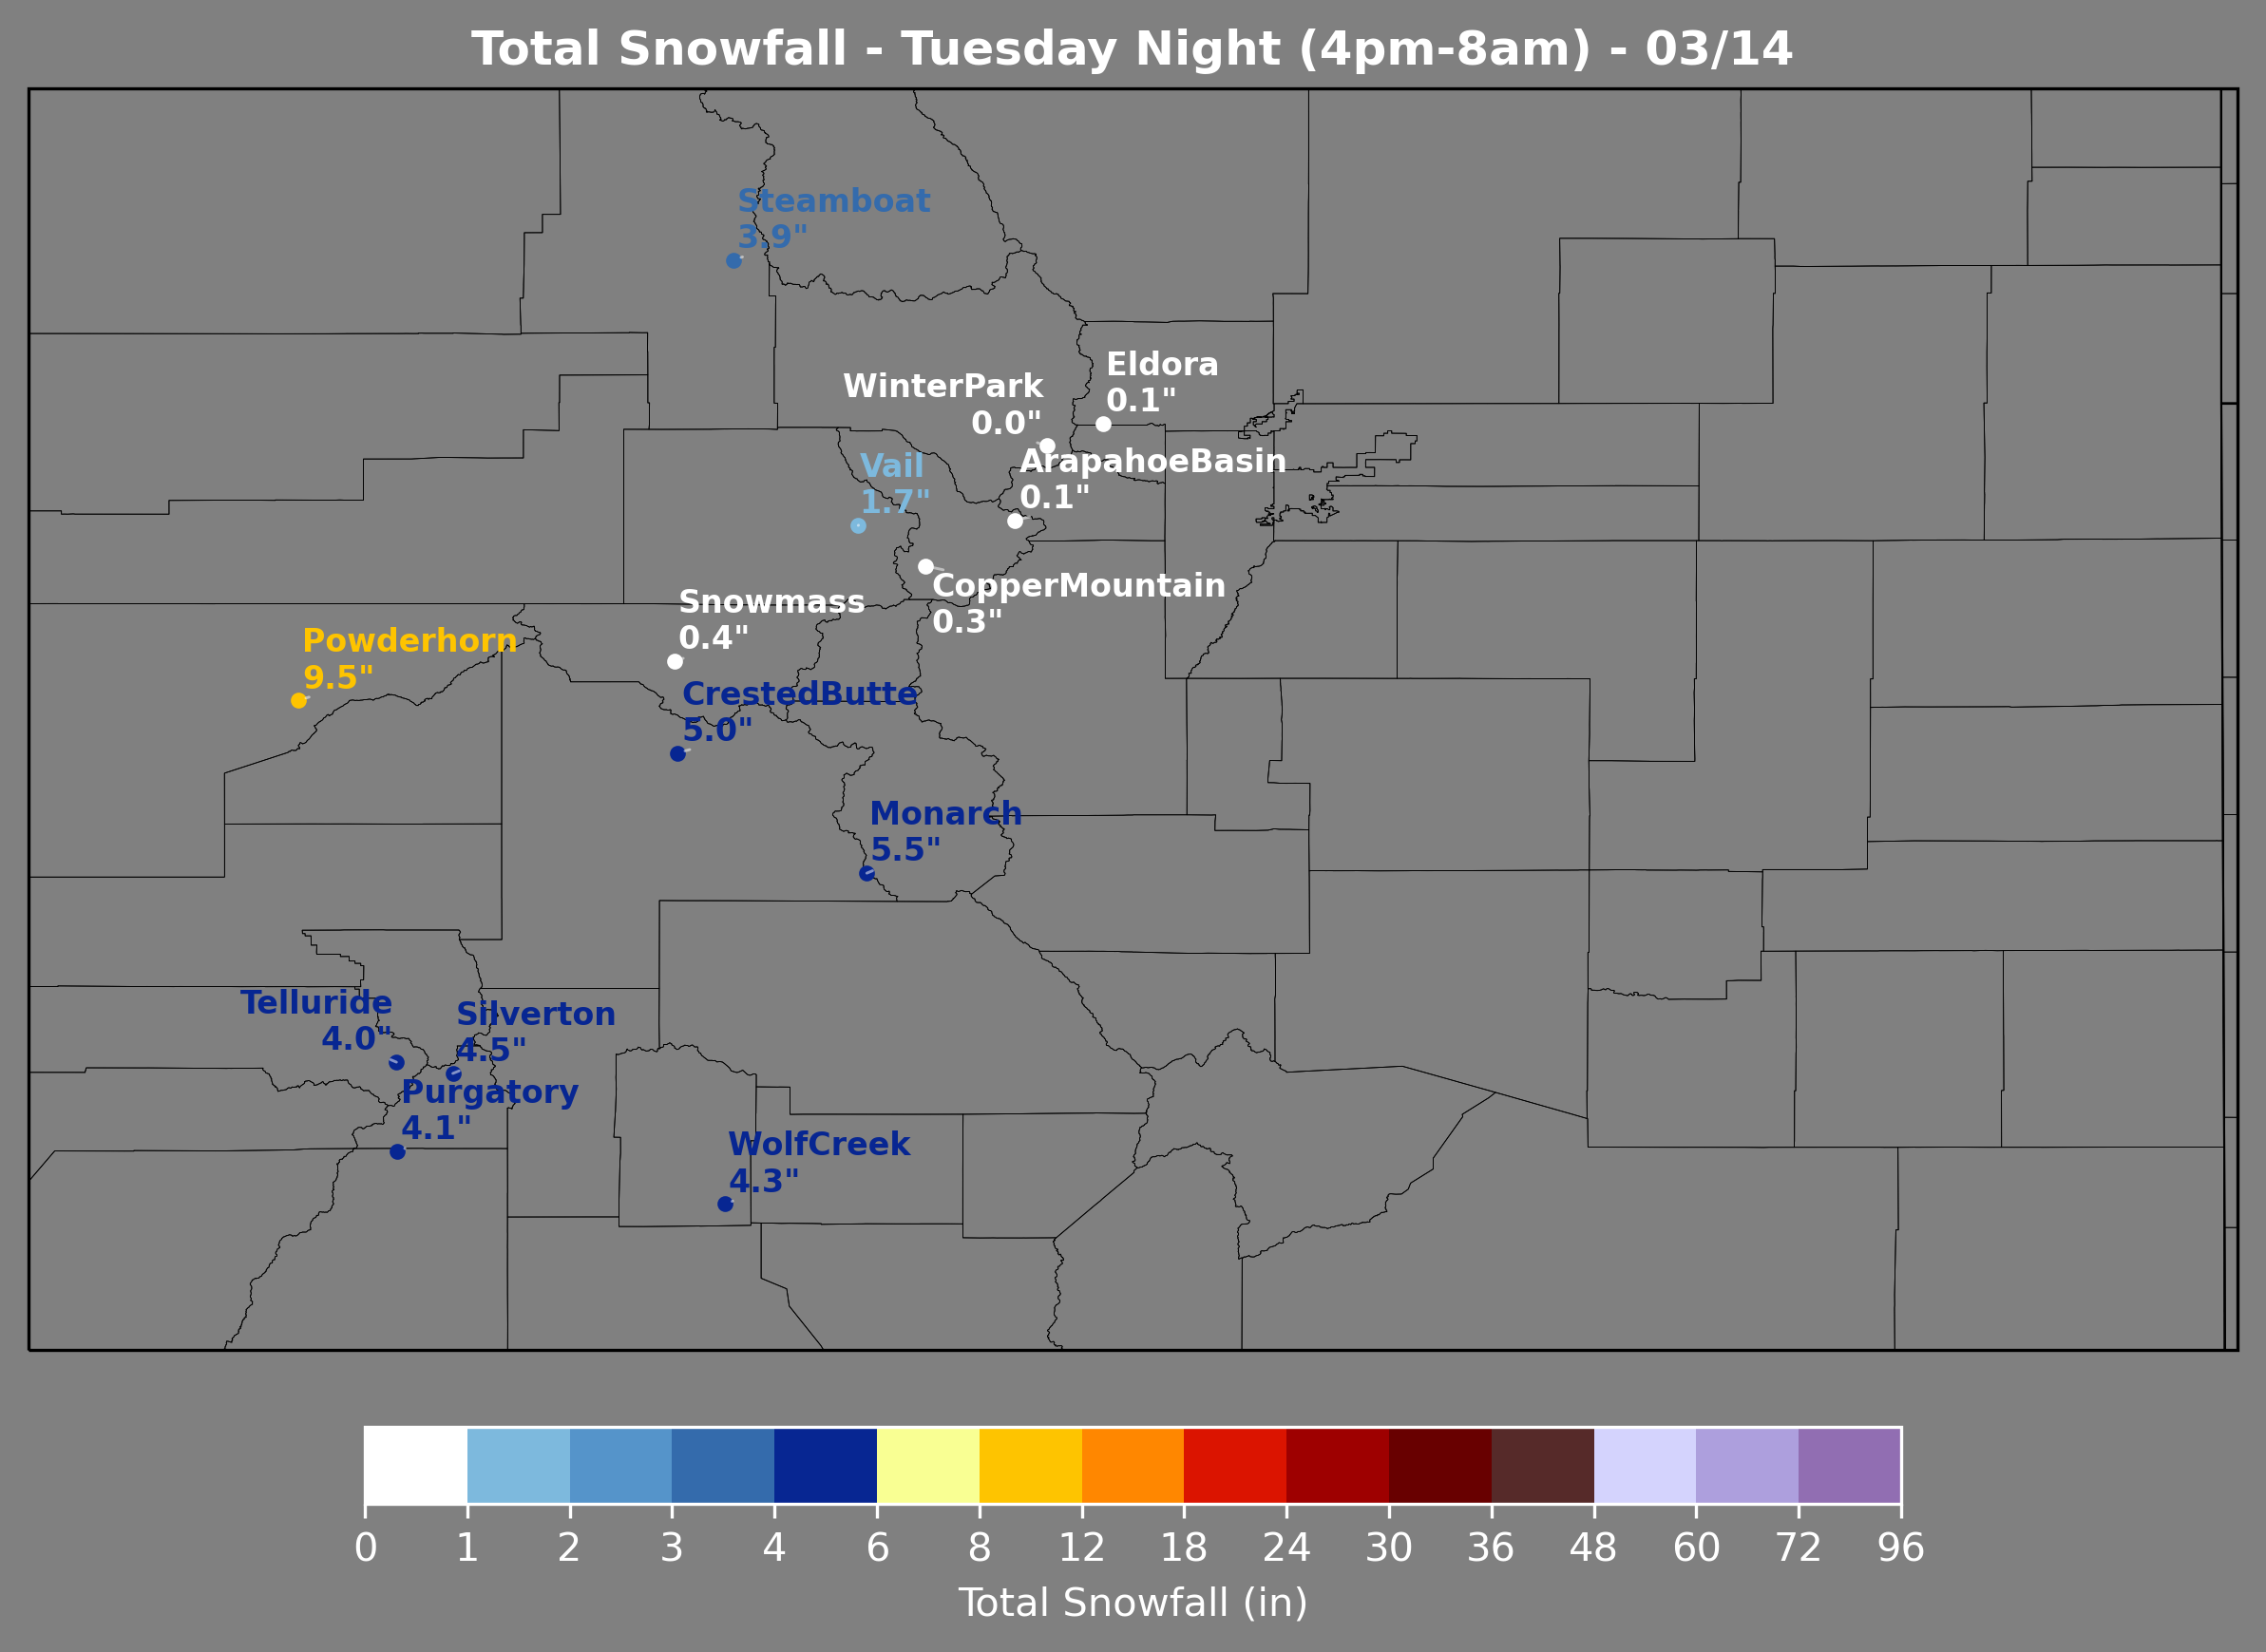 Total Snowfall - Tuesday Night (4pm-8am) - 03/14
Steamboat
3.9"
Eldora
0.1"
WinterPark
0.0"
ArapahoeBasin
0.1"
Vail
1.7"
CopperMountain
0.3"
Snowmass
0.4"
Powderhorn
9.5"
CrestedButte
5.0"
Monarch
5.5"
Telluride
4.0"
Silverton
4.5"
Purgatory
4.1"
WolfCreek
4.3"
0 1 2 3 4 6 8 12 18 24 30 36 48 60 72 96
Total Snowfall (in)